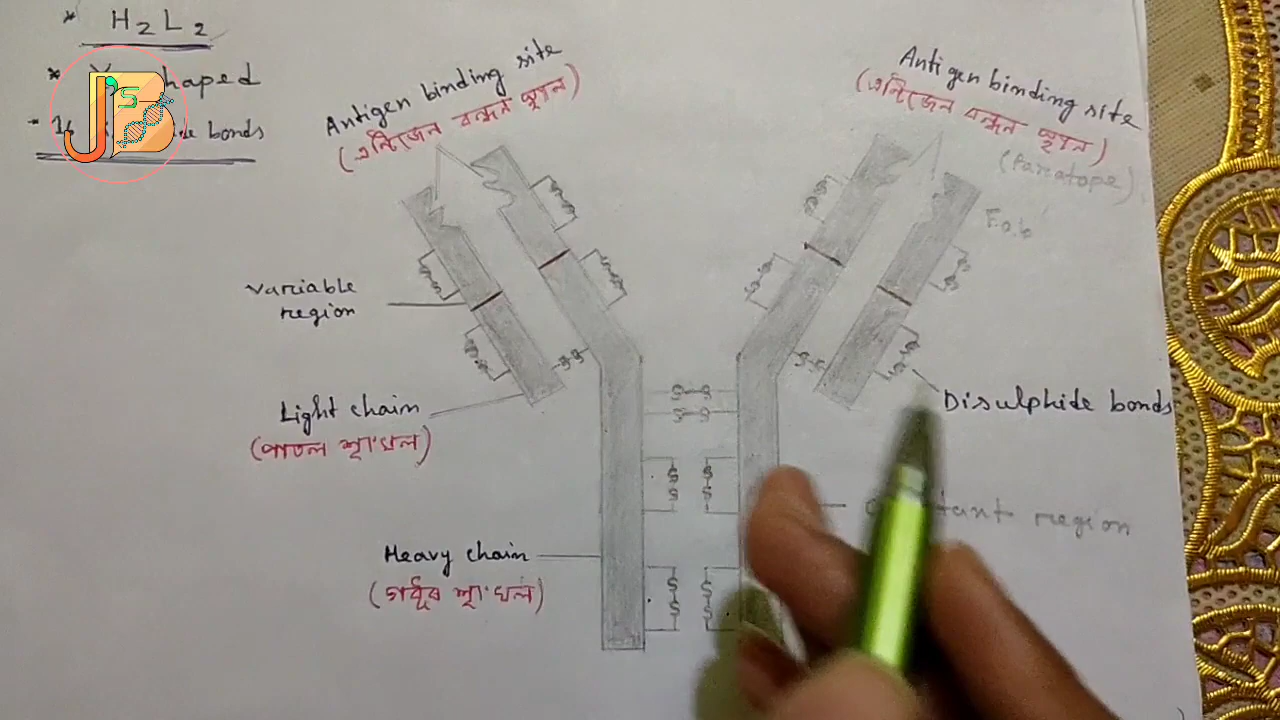 * H2L2
* shaped
bonds
Antigen binding site
(এন্টিজেন বন্ধন স্থান)
Antigen binding site
(এন্টিজেন বন্ধন স্থান)
(Paratope)
Variable
region
Light chain
(পাতল শৃংখল)
Disulphide bonds
region
Heavy chain
(গধূৰ শৃংখল)